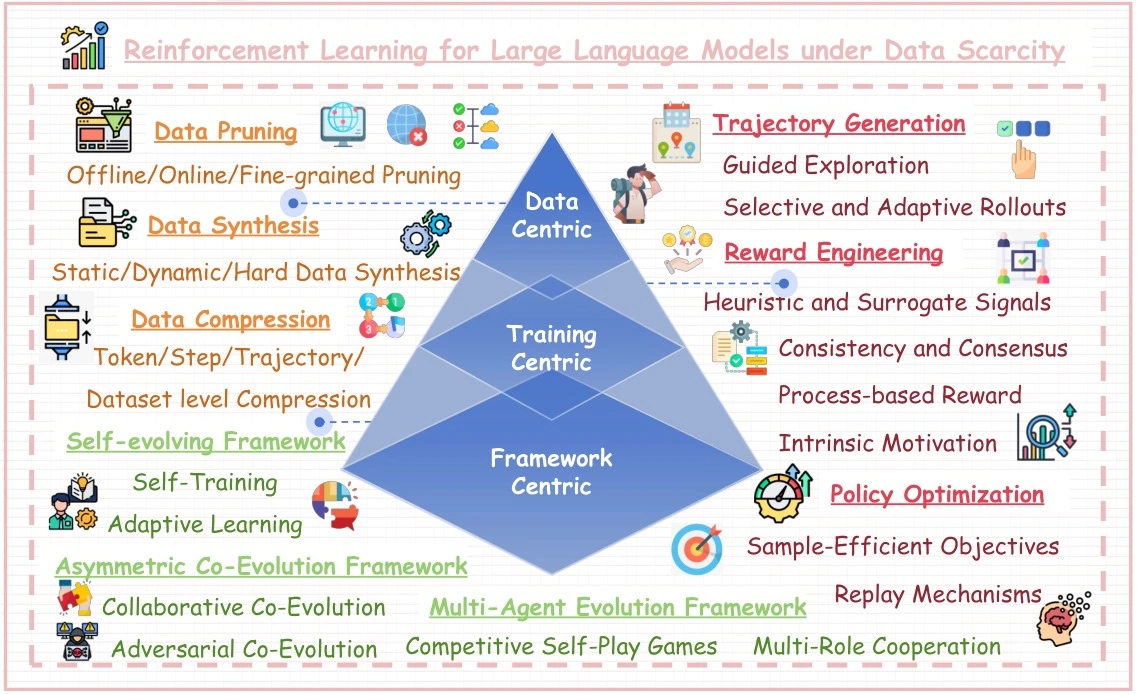 Reinforcement Learning for Large Language Models under Data Scarcity
Data Pruning
Offline/Online/Fine-grained Pruning
Data Synthesis
Static/Dynamic/Hard Data Synthesis
Data Compression
2 1
3
Token/Step/Trajectory/
Dataset level Compression
Self-evolving Framework
Self-Training
Adaptive Learning
Asymmetric Co-Evolution Framework
Collaborative Co-Evolution
Adversarial Co-Evolution
Data
Centric
Training
Centric
Framework
Centric
Multi-Agent Evolution Framework
Competitive Self-Play Games
Multi-Role Cooperation
Trajectory Generation
Guided Exploration
Selective and Adaptive Rollouts
Reward Engineering
Heuristic and Surrogate Signals
Consistency and Consensus
Process-based Reward
Intrinsic Motivation
Policy Optimization
Sample-Efficient Objectives
Replay Mechanisms